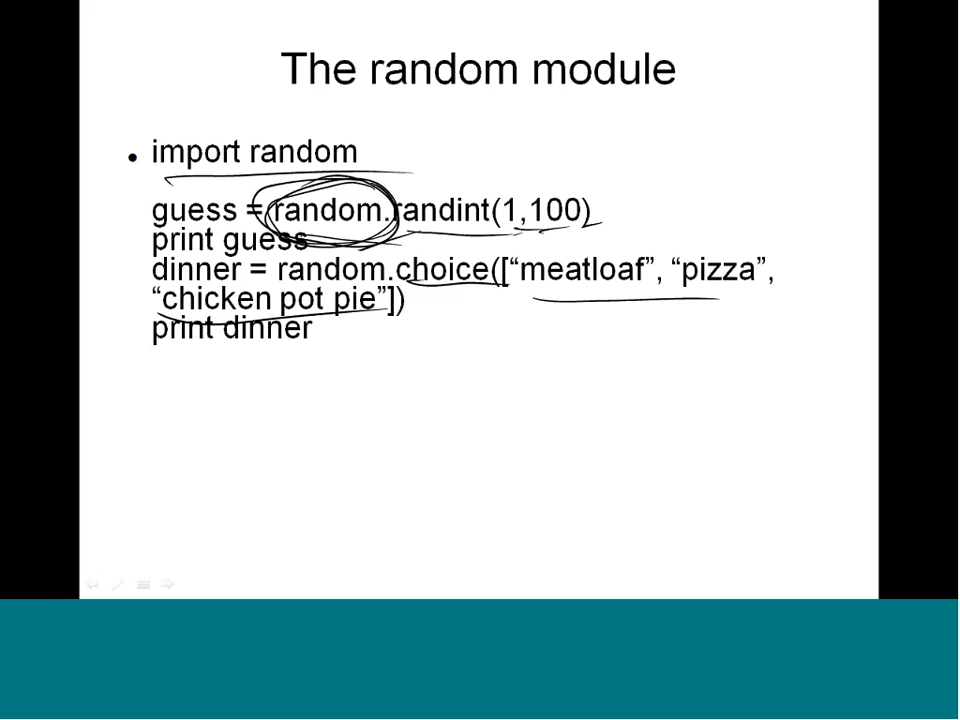 The random module
• import random
guess = random.randint(1,100)
print guess
dinner = random.choice([“meatloaf”, “pizza”,
“chicken pot pie”])
print dinner